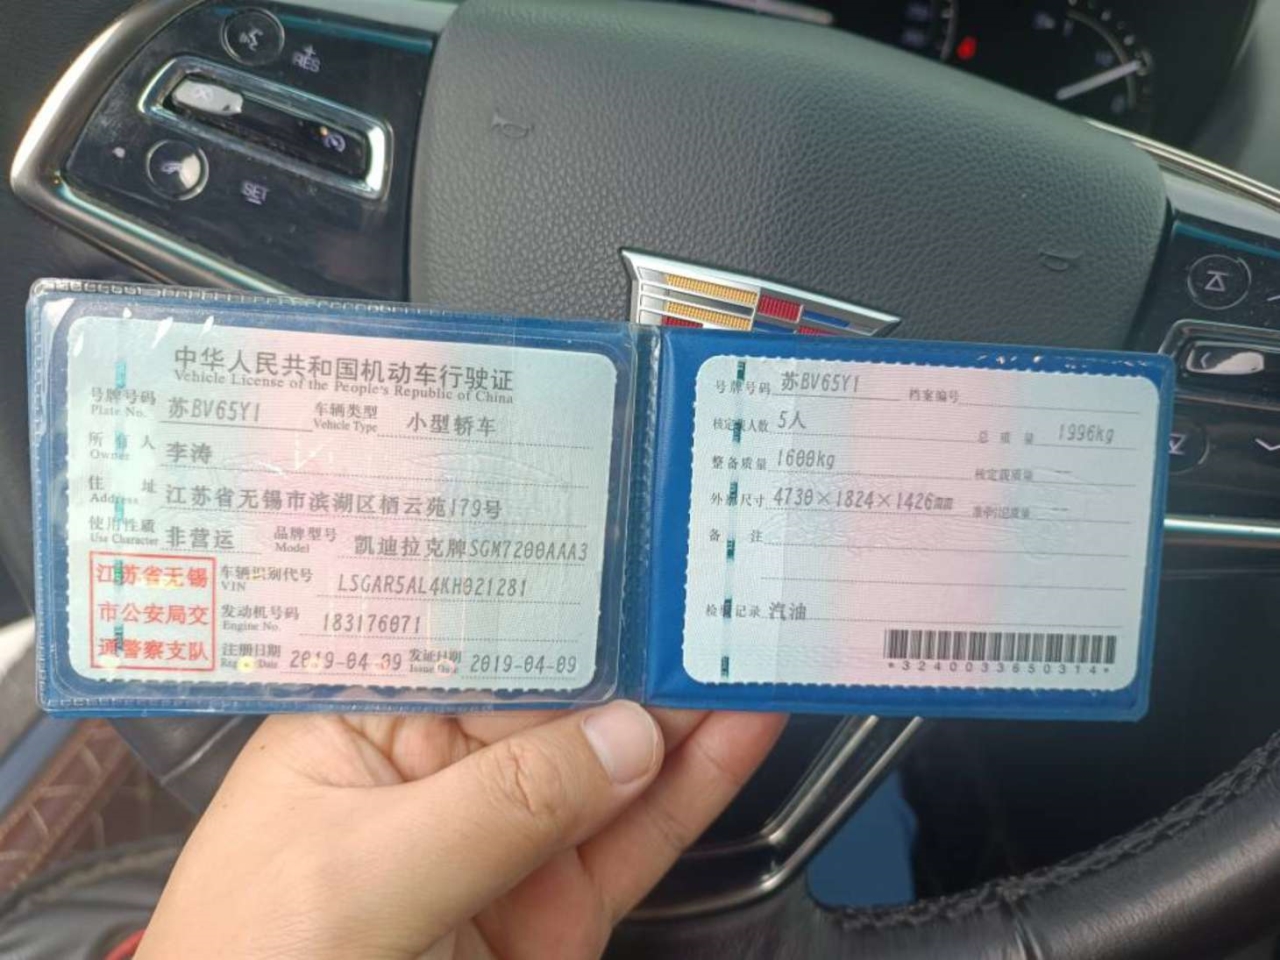 RES
SET
中华人民共和国机动车行驶证
Vehicle License of the People's Republic of China
号牌号码 苏BV65Y1 车辆类型 小型轿车
Plate No. Vehicle Type
所有人 李涛
Owner
住址 江苏省无锡市滨湖区栖云苑179号
Address
使用性质 非营运 品牌型号 凯迪拉克牌SGM7200AAA3
Use Character Model
江苏省无锡
市公安局交
通警察支队
车辆识别代号 LSGAR5AL4KH021281
VIN
发动机号码 183176071
Engine No.
注册日期 2019-04-09 发证日期 2019-04-09
Register Date Issue Date
号牌号码 苏BV65Y1 档案编号
核定载人数 5人 总质量 1996kg
整备质量 1600kg 核定载质量 --
外廓尺寸 4730×1824×1426mm 准牵引总质量 --
备注
检验记录 汽油
*3240033650314*